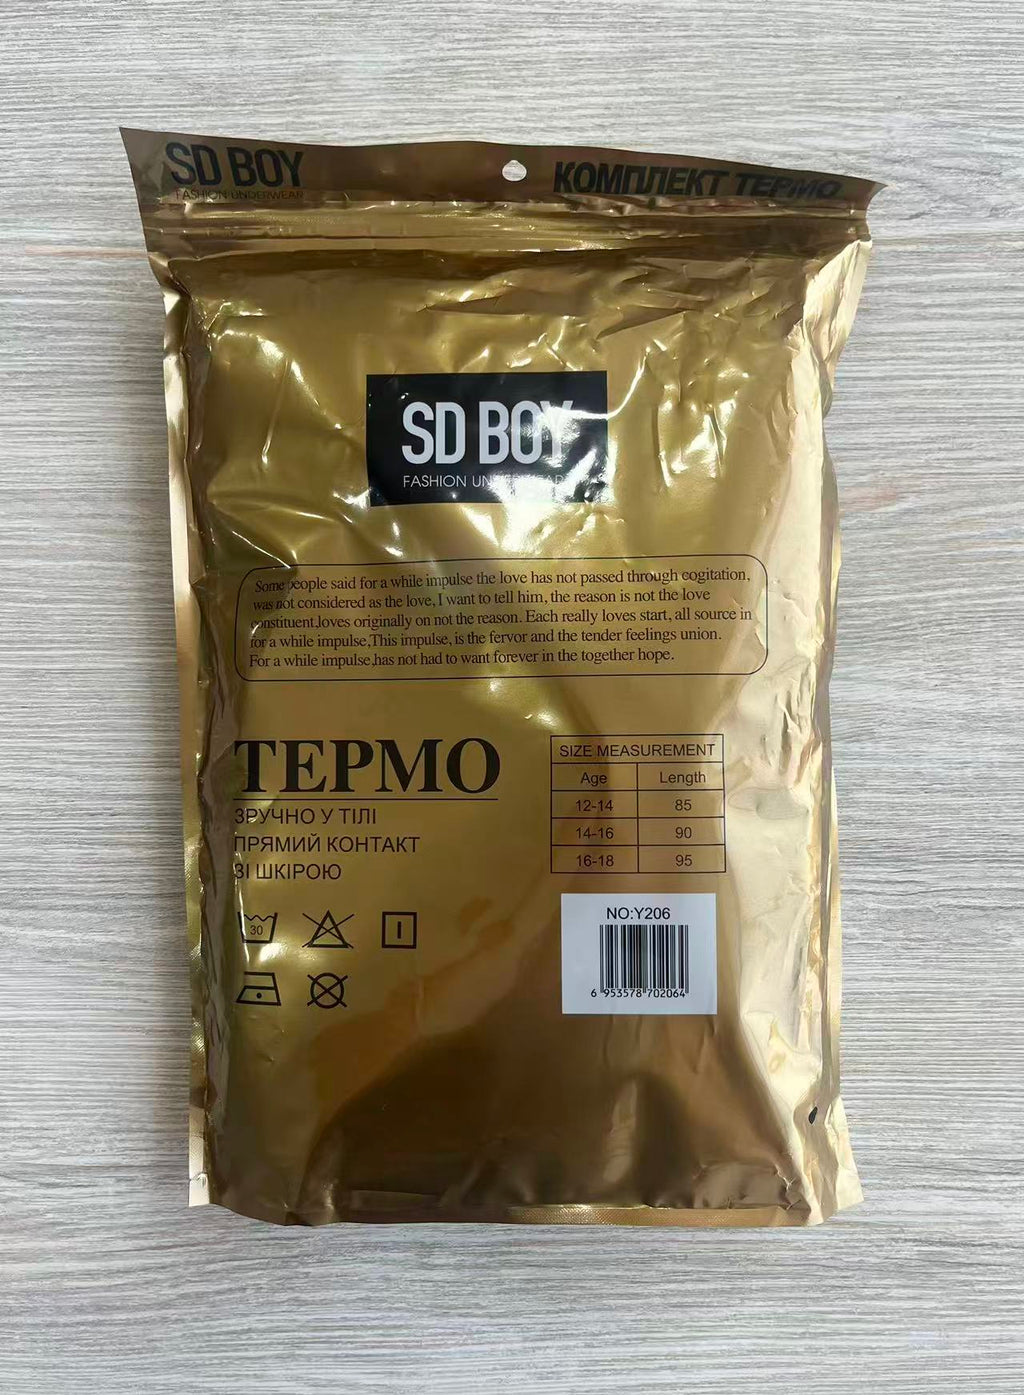 SD BOY
FASHION UNDERWEAR
КОМПЛЕКТ ТЕРМО
SD BOY
FASHION UNDERWEAR
Some people said for a while impulse the love has not passed through cogitation,
was not considered as the love, I want to tell him, the reason is not the love
constituent,loves originally on not the reason. Each really loves start, all source in
for a while impulse,This impulse, is the fervor and the tender feelings union.
For a while impulse,has not had to want forever in the together hope.
ТЕРМО
ЗРУЧНО У ТІЛІ
ПРЯМИЙ КОНТАКТ
ЗІ ШКІРОЮ
30
SIZE MEASUREMENT
Age Length
12-14 85
14-16 90
16-18 95
NO:Y206
6 953578 702064